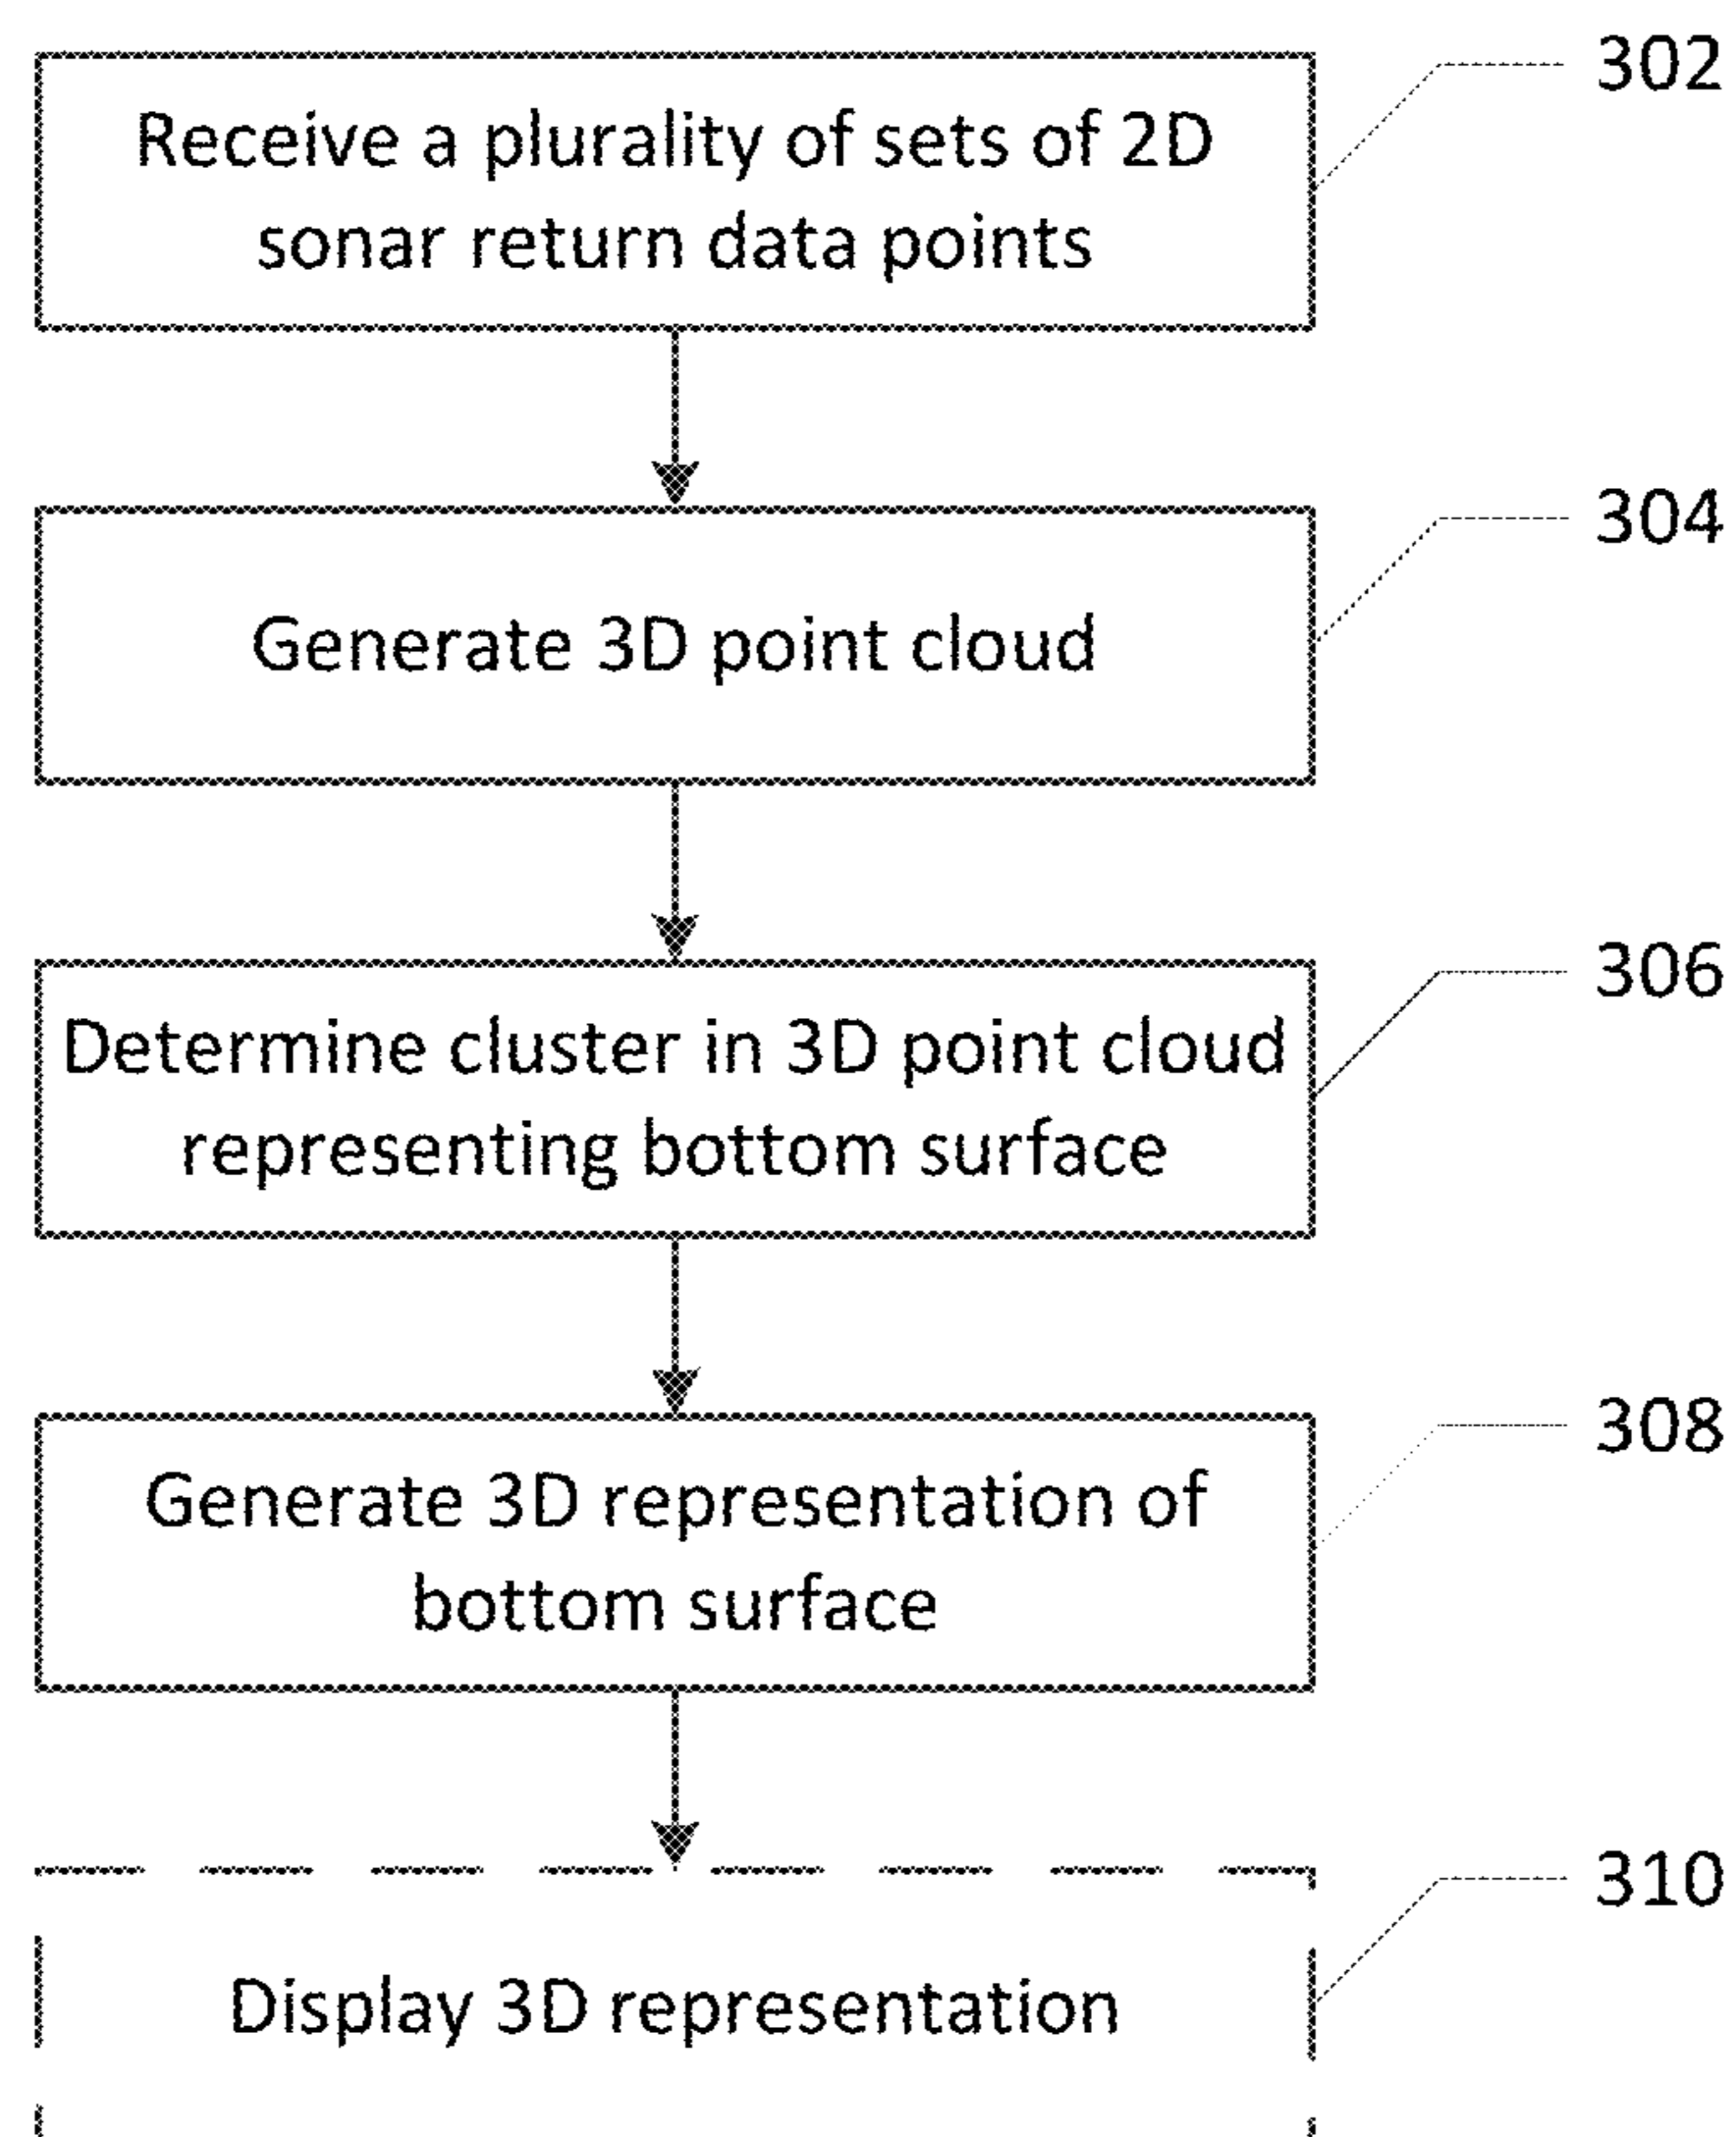 302
Receive a plurality of sets of 2D
sonar return data points
304
Generate 3D point cloud
306
Determine cluster in 3D point cloud
representing bottom surface
308
Generate 3D representation of
bottom surface
310
Display 3D representation